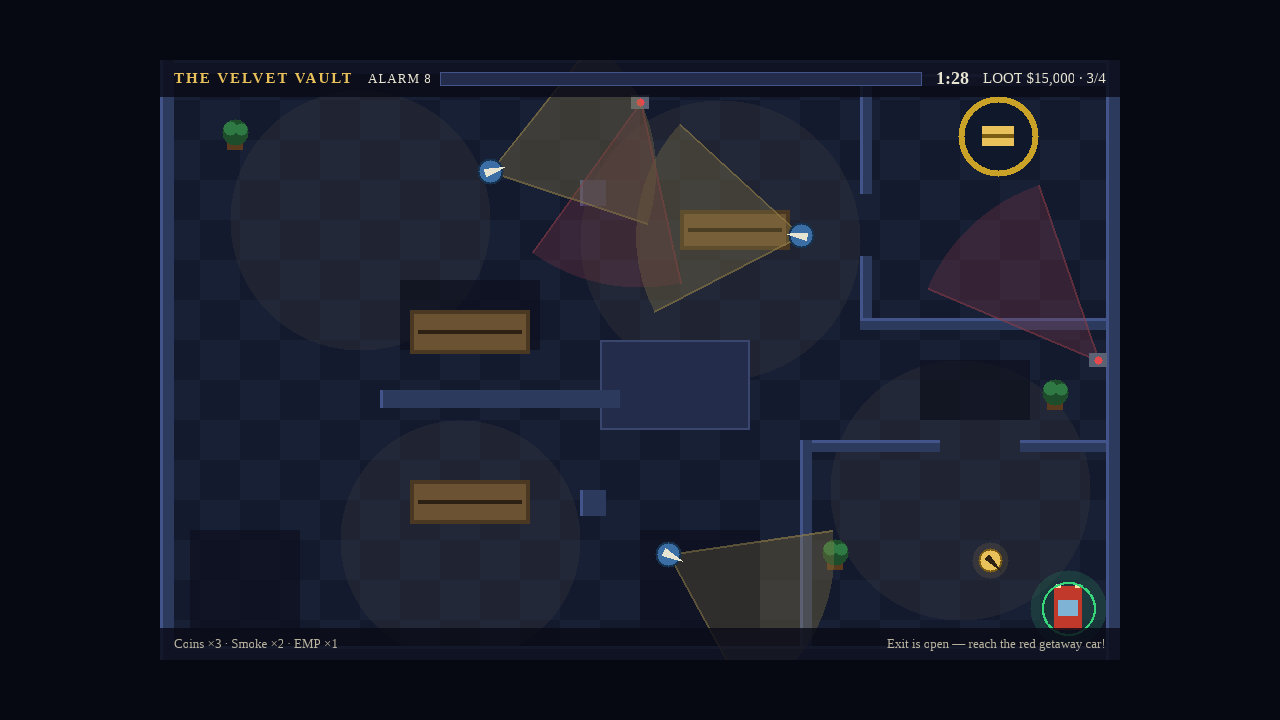 THE VELVET VAULT ALARM 8 1:28 LOOT $15,000 · 3/4
Coins ×3 · Smoke ×2 · EMP ×1 Exit is open — reach the red getaway car!